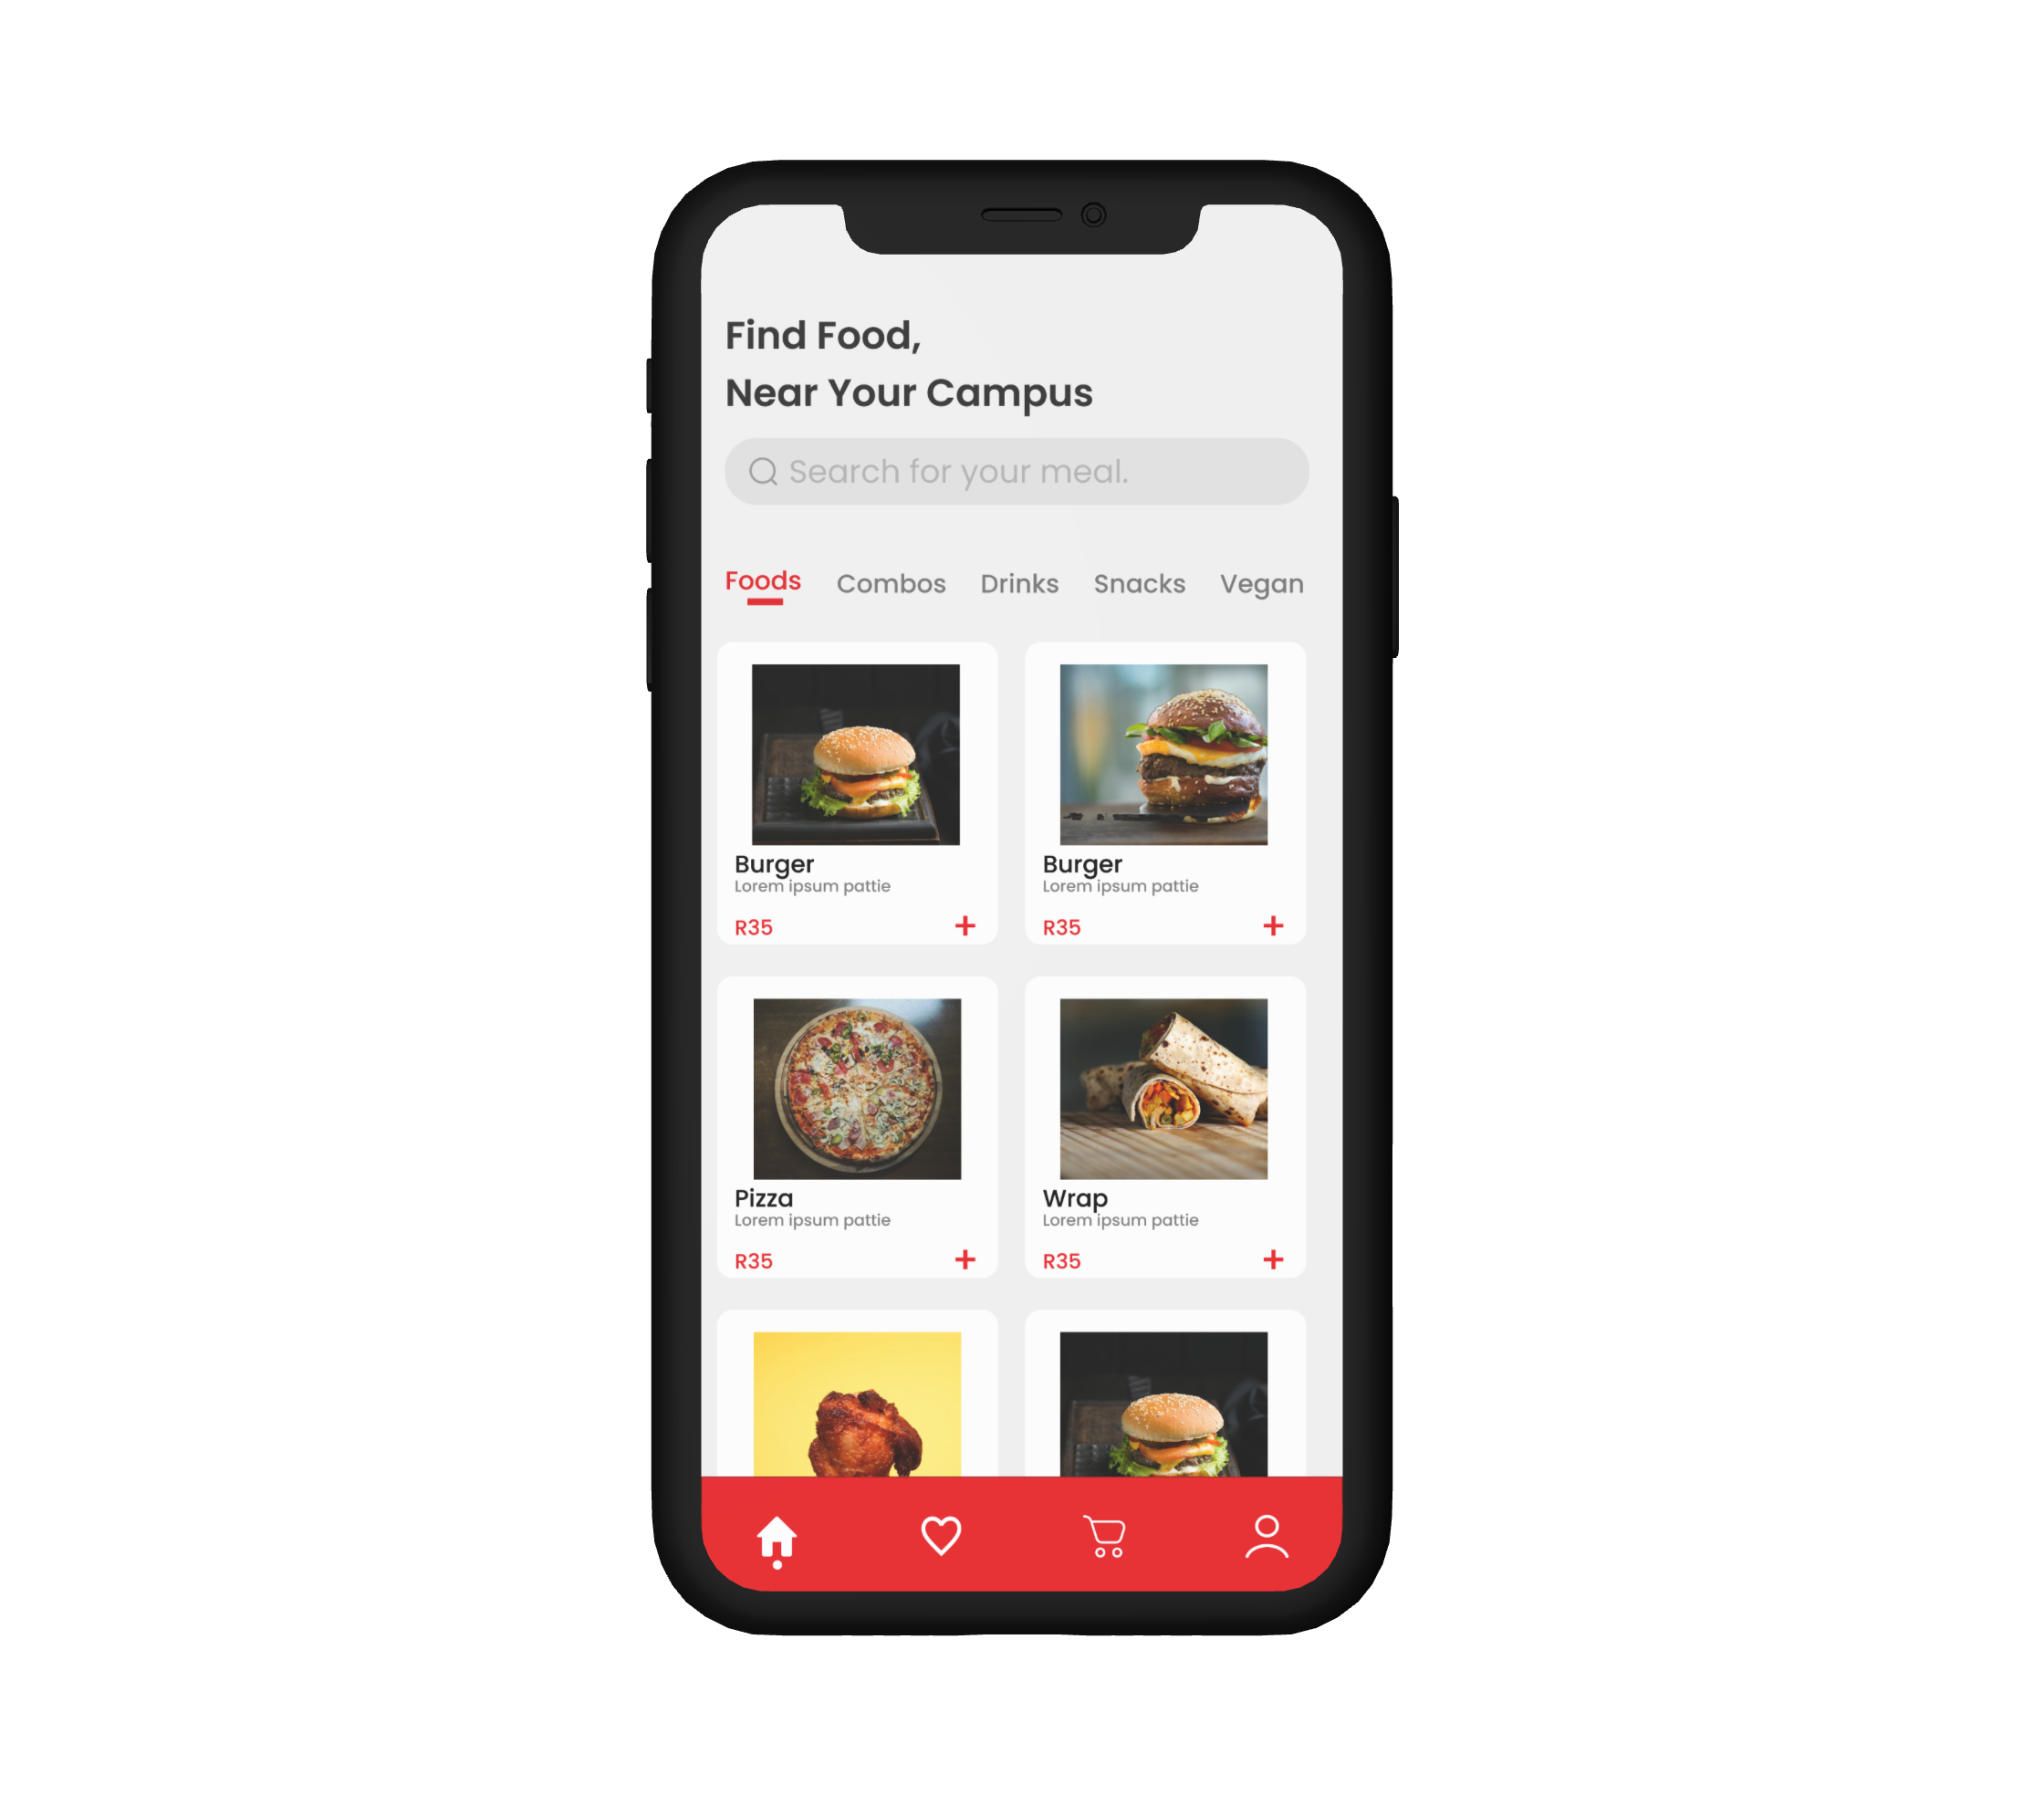 Find Food,
Near Your Campus
Search for your meal.
Foods Combos Drinks Snacks Vegan
Burger Burger
Lorem ipsum pattie Lorem ipsum pattie
R35 + R35 +
Pizza Wrap
Lorem ipsum pattie Lorem ipsum pattie
R35 + R35 +